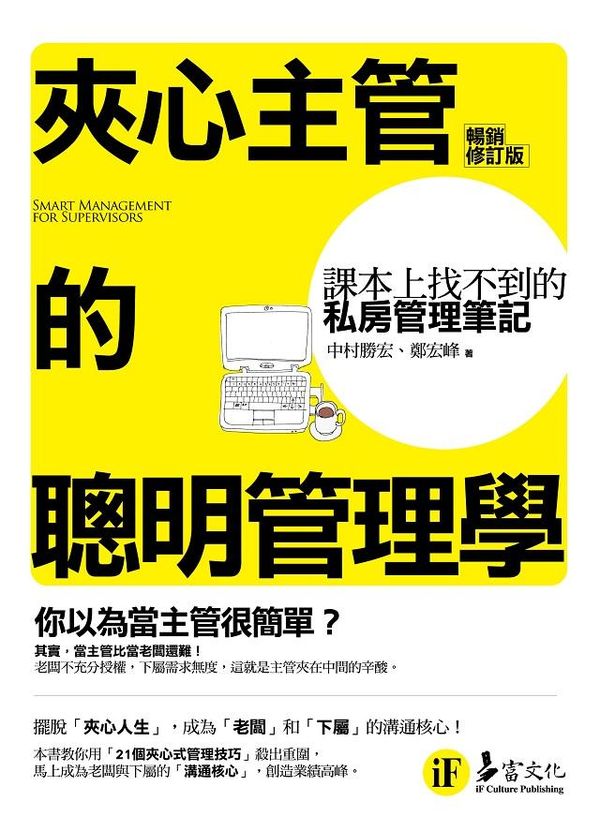 夾心主管
暢銷
修訂版
SMART MANAGEMENT
FOR SUPERVISORS
的
課本上找不到的
私房管理筆記
中村勝宏、鄭宏峰 著
聰明管理學
你以為當主管很簡單？
其實，當主管比當老闆還難！
老闆不充分授權，下屬需求無度，這就是主管夾在中間的辛酸。
擺脫「夾心人生」，成為「老闆」和「下屬」的溝通核心！
本書教你用「21個夾心式管理技巧」殺出重圍，
馬上成為老闆與下屬的「溝通核心」，創造業績高峰。
iF 易富文化
iF Culture Publishing